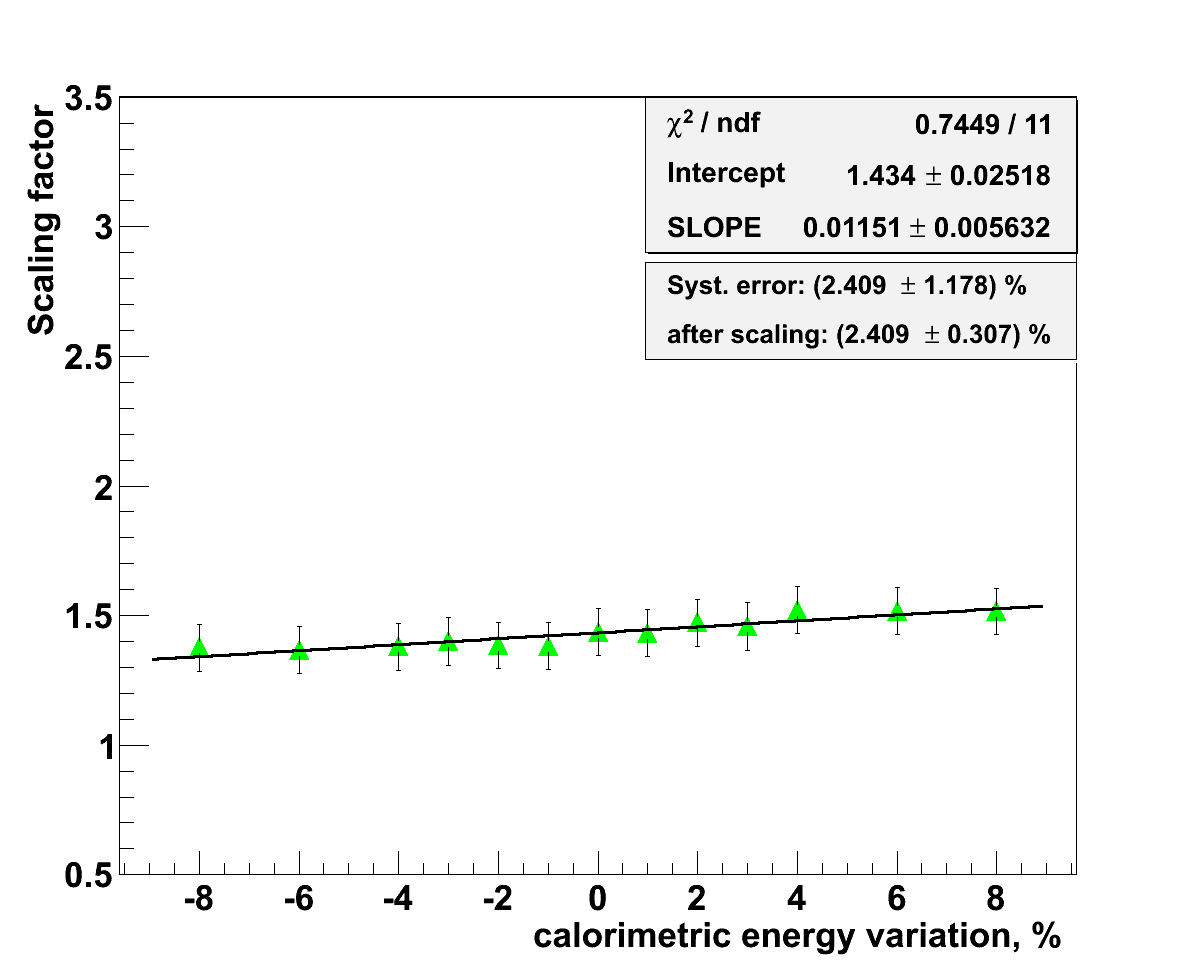 Scaling factor
3.5
3
2.5
2
1.5
1
0.5
χ² / ndf 0.7449 / 11
Intercept 1.434 ± 0.02518
SLOPE 0.01151 ± 0.005632
Syst. error: (2.409 ± 1.178) %
after scaling: (2.409 ± 0.307) %
-8 -6 -4 -2 0 2 4 6 8
calorimetric energy variation, %